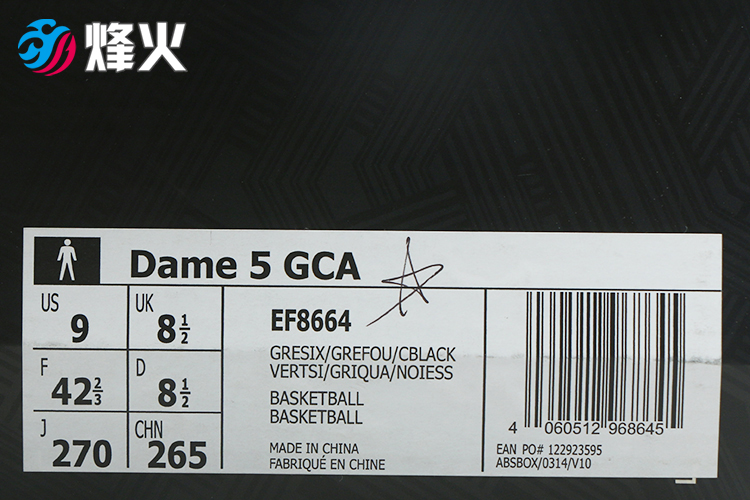 烽火
Dame 5 GCA
US 9
UK 8 1/2
F 42 2/3
D 8 1/2
J 270
CHN 265
EF8664
GRESIX/GREFOU/CBLACK
VERTSI/GRIQUA/NOIESS
BASKETBALL
BASKETBALL
MADE IN CHINA
FABRIQUÉ EN CHINE
4 060512 968645
EAN PO# 122923595
ABSBOX/0314/V10